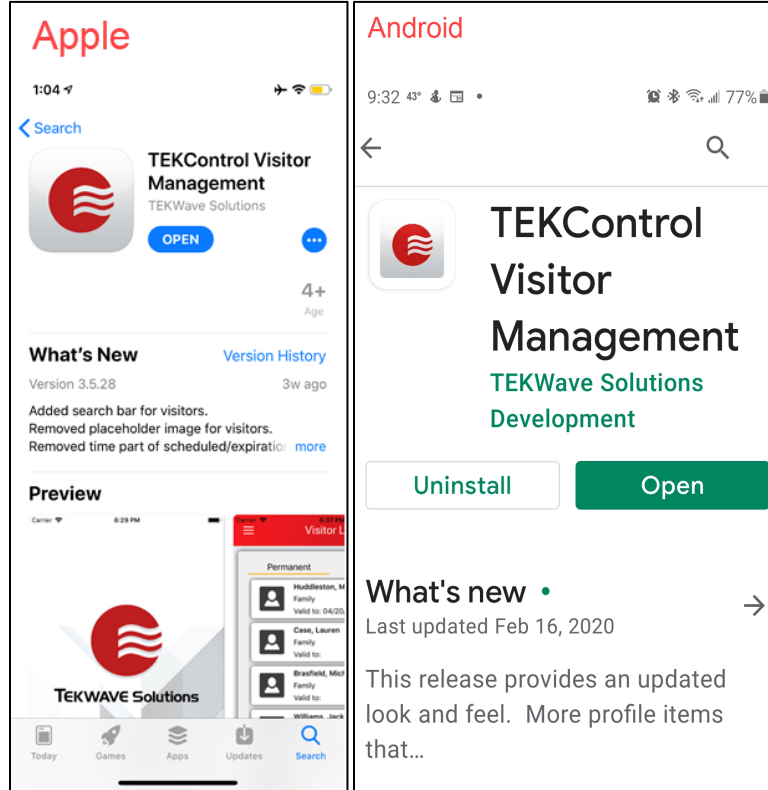 Apple
1:04
Search
TEKControl Visitor
Management
TEKWave Solutions
OPEN
4+
Age
What's New
Version History
Version 3.5.28
3w ago
Added search bar for visitors.
Removed placeholder image for visitors.
Removed time part of scheduled/expiratio
more
Preview
Carrier
6:29 PM
TEKWAVE Solutions
Carrier
6:37 PM
Visitor L
Permanent
Huddleston, M
Family
Valid to: 04/20,
Case, Lauren
Family
Valid to:
Brasfield, Mich
Family
Valid to:
Williams, Jack
Today
Games
Apps
Updates
Search
Android
9:32 43°
77%
TEKControl
Visitor
Management
TEKWave Solutions
Development
Uninstall
Open
What's new
Last updated Feb 16, 2020
This release provides an updated
look and feel. More profile items
that...